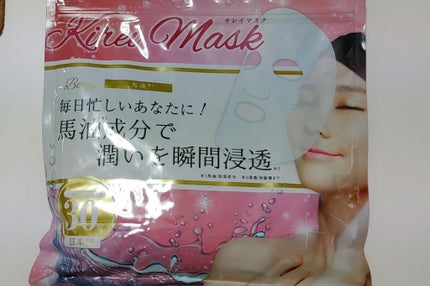 キレイマスク
Kirei Mask
毎日忙しいあなたに!
馬油成分で
潤いを瞬間浸透
30